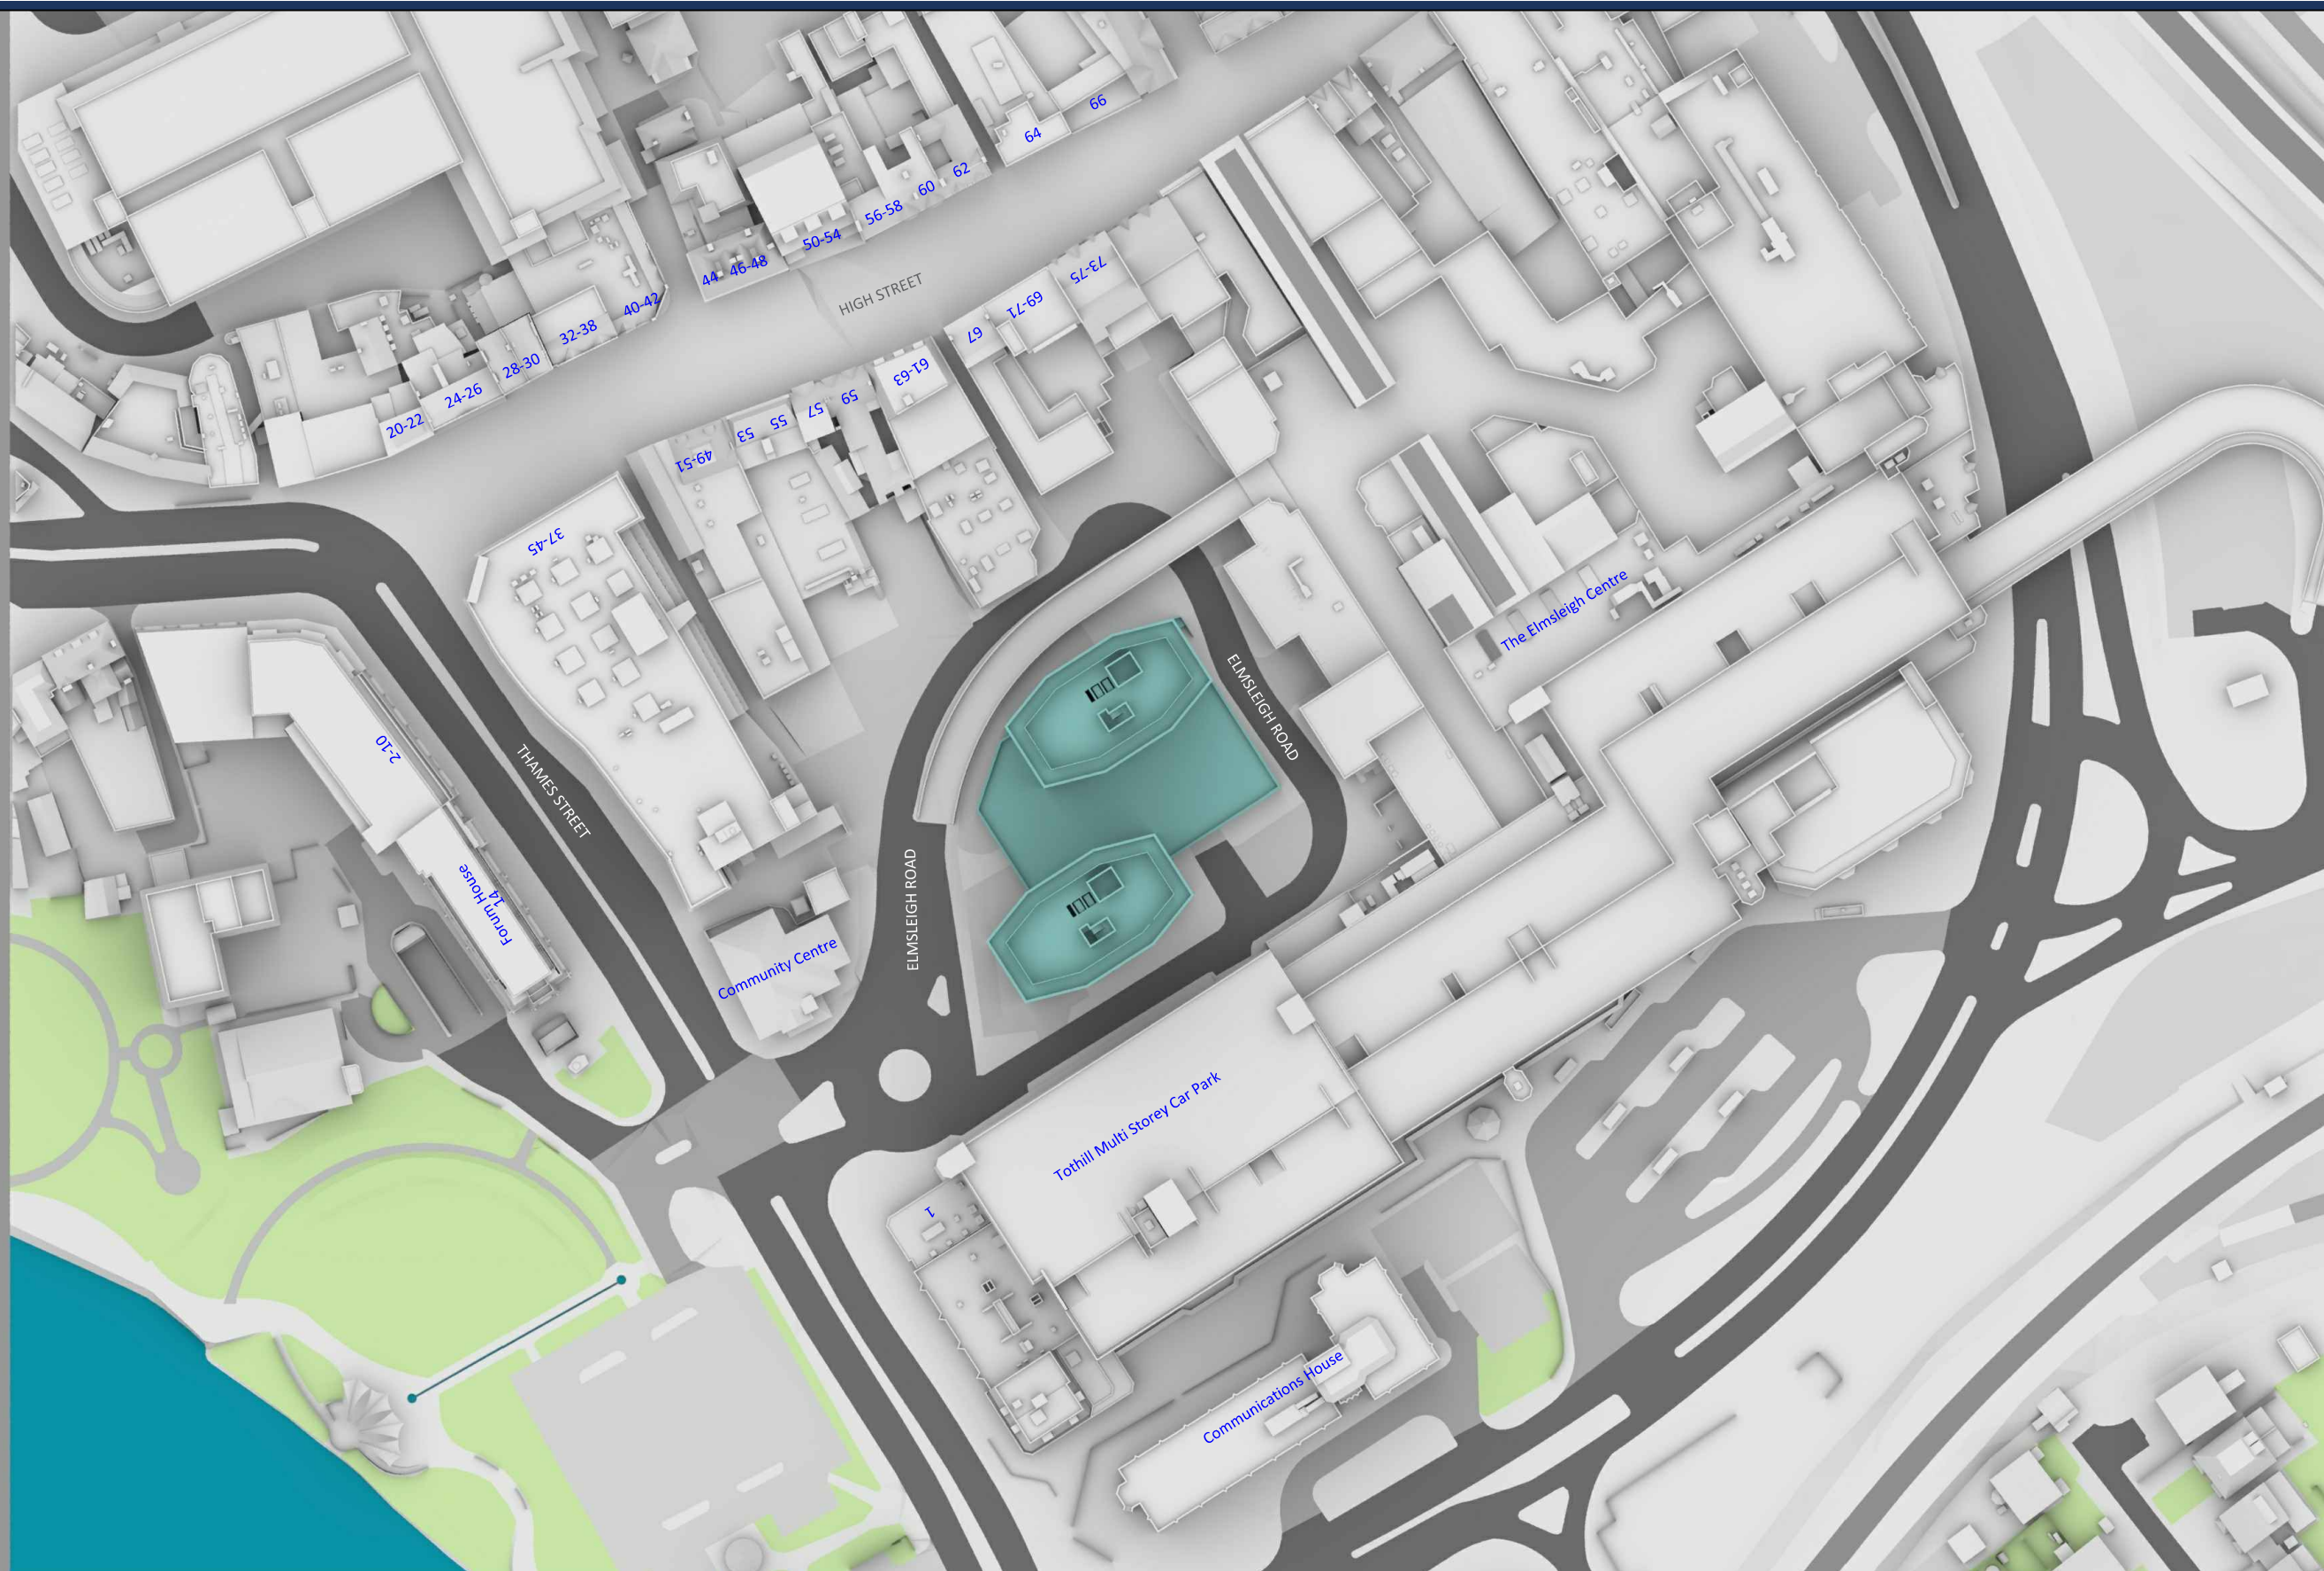 66
64
62
60
56-58
50-54
46-48
44
40-42
32-38
28-30
24-26
20-22
HIGH STREET
73-75
69-71
67
61-63
59
57
55
53
49-51
37-45
The Elmsleigh Centre
ELMSLEIGH ROAD
2-10
THAMES STREET
Forum House
14
ELMSLEIGH ROAD
Community Centre
Tothill Multi Storey Car Park
1
Communications House